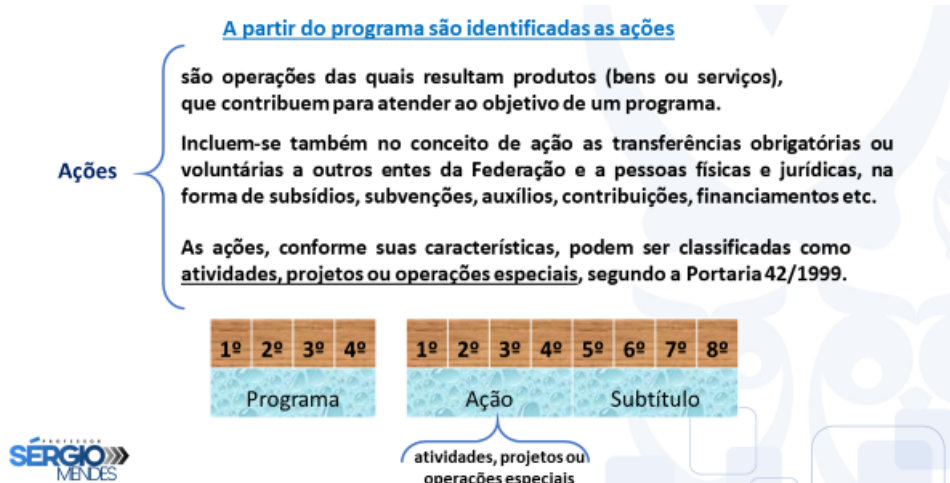 A partir do programa são identificadas as ações
são operações das quais resultam produtos (bens ou serviços),
que contribuem para atender ao objetivo de um programa.
Incluem-se também no conceito de ação as transferências obrigatórias ou
Ações
voluntárias a outros entes da Federação e a pessoas físicas e jurídicas, na
forma de subsídios, subvenções, auxílios, contribuições, financiamentos etc.
As ações, conforme suas características, podem ser classificadas como
atividades, projetos ou operações especiais, segundo a Portaria 42/1999.
1º 2º 3º 4º 1º 2º 3º 4º 5º 6º 7º 8º
Programa Ação Subtítulo
atividades, projetos ou
operações especiais
PROFESSOR
SÉRGIO
MENDES